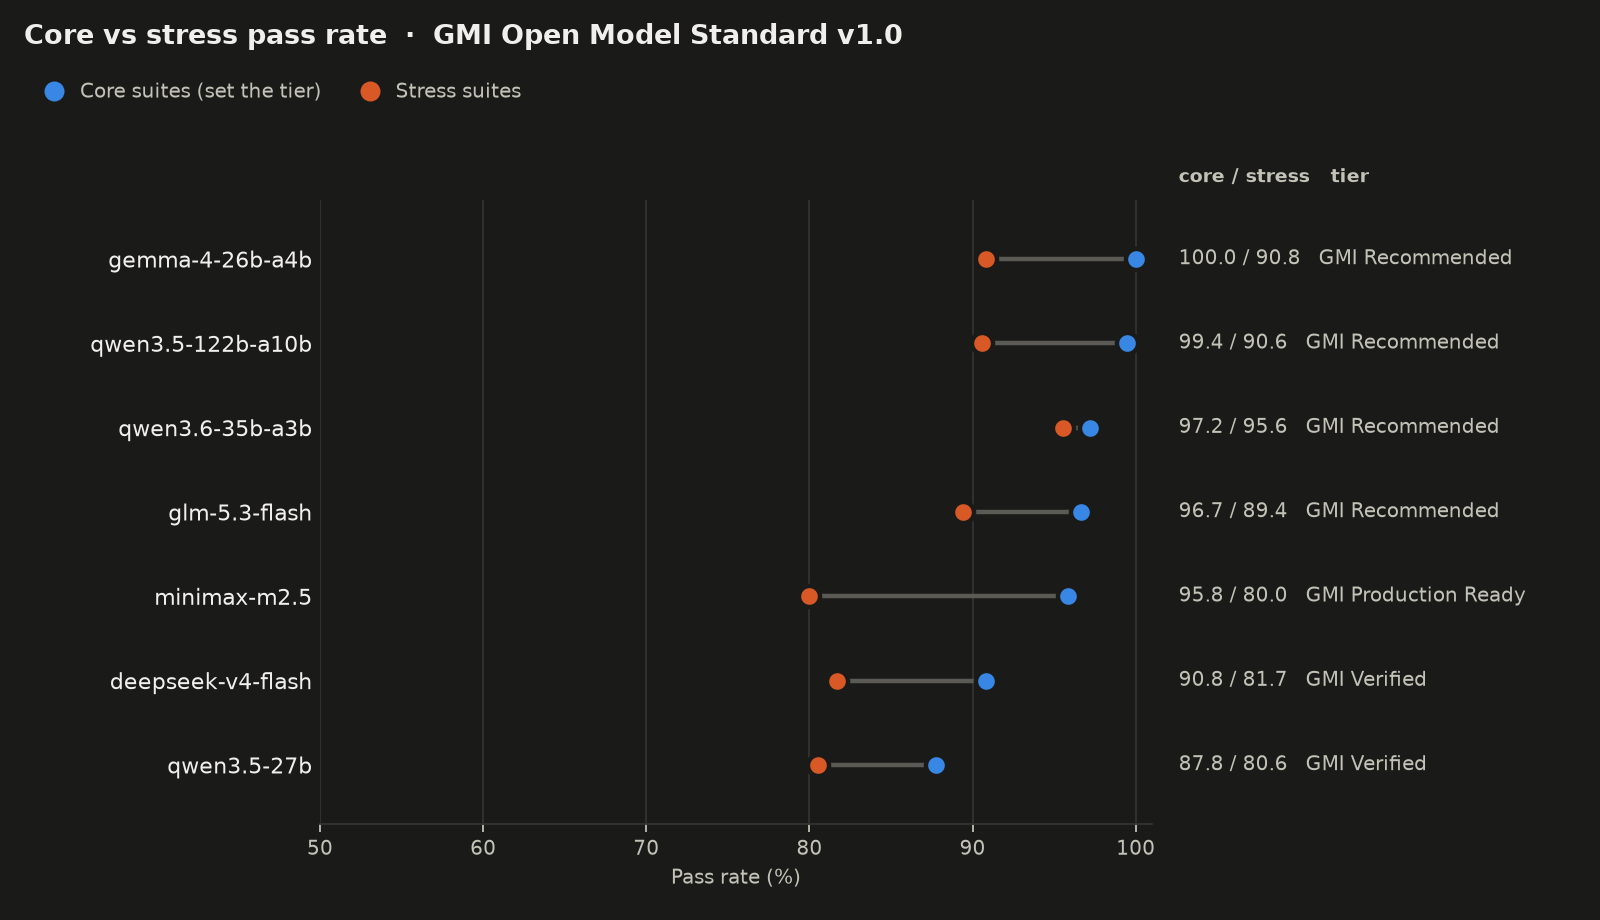 Core vs stress pass rate · GMI Open Model Standard v1.0
Core suites (set the tier) Stress suites
core / stress tier
gemma-4-26b-a4b 100.0 / 90.8 GMI Recommended
qwen3.5-122b-a10b 99.4 / 90.6 GMI Recommended
qwen3.6-35b-a3b 97.2 / 95.6 GMI Recommended
glm-5.3-flash 96.7 / 89.4 GMI Recommended
minimax-m2.5 95.8 / 80.0 GMI Production Ready
deepseek-v4-flash 90.8 / 81.7 GMI Verified
qwen3.5-27b 87.8 / 80.6 GMI Verified
50 60 70 80 90 100
Pass rate (%)